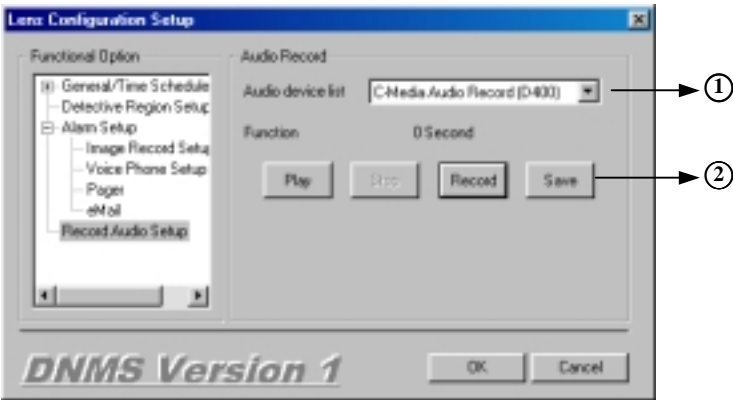 Lenz Configuration Setup
Functional Option
General/Time Schedule
Detective Region Setup
Alarm Setup
Image Record Setup
Voice Phone Setup
Pager
eMail
Record Audio Setup
Audio Record
Audio device list
C-Media Audio Record (D400)
1
Function
0 Second
Play
Stop
Record
Save
2
DNMS Version 1
OK
Cancel